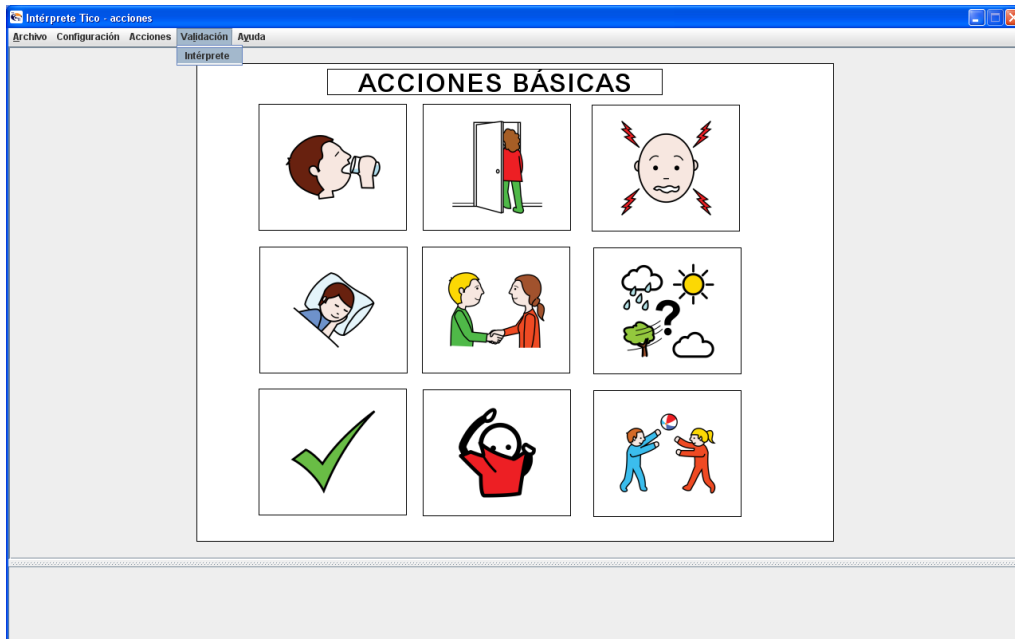 Intérprete Tico - acciones
Archivo Configuración Acciones Validación Ayuda
Intérprete
ACCIONES BÁSICAS
?